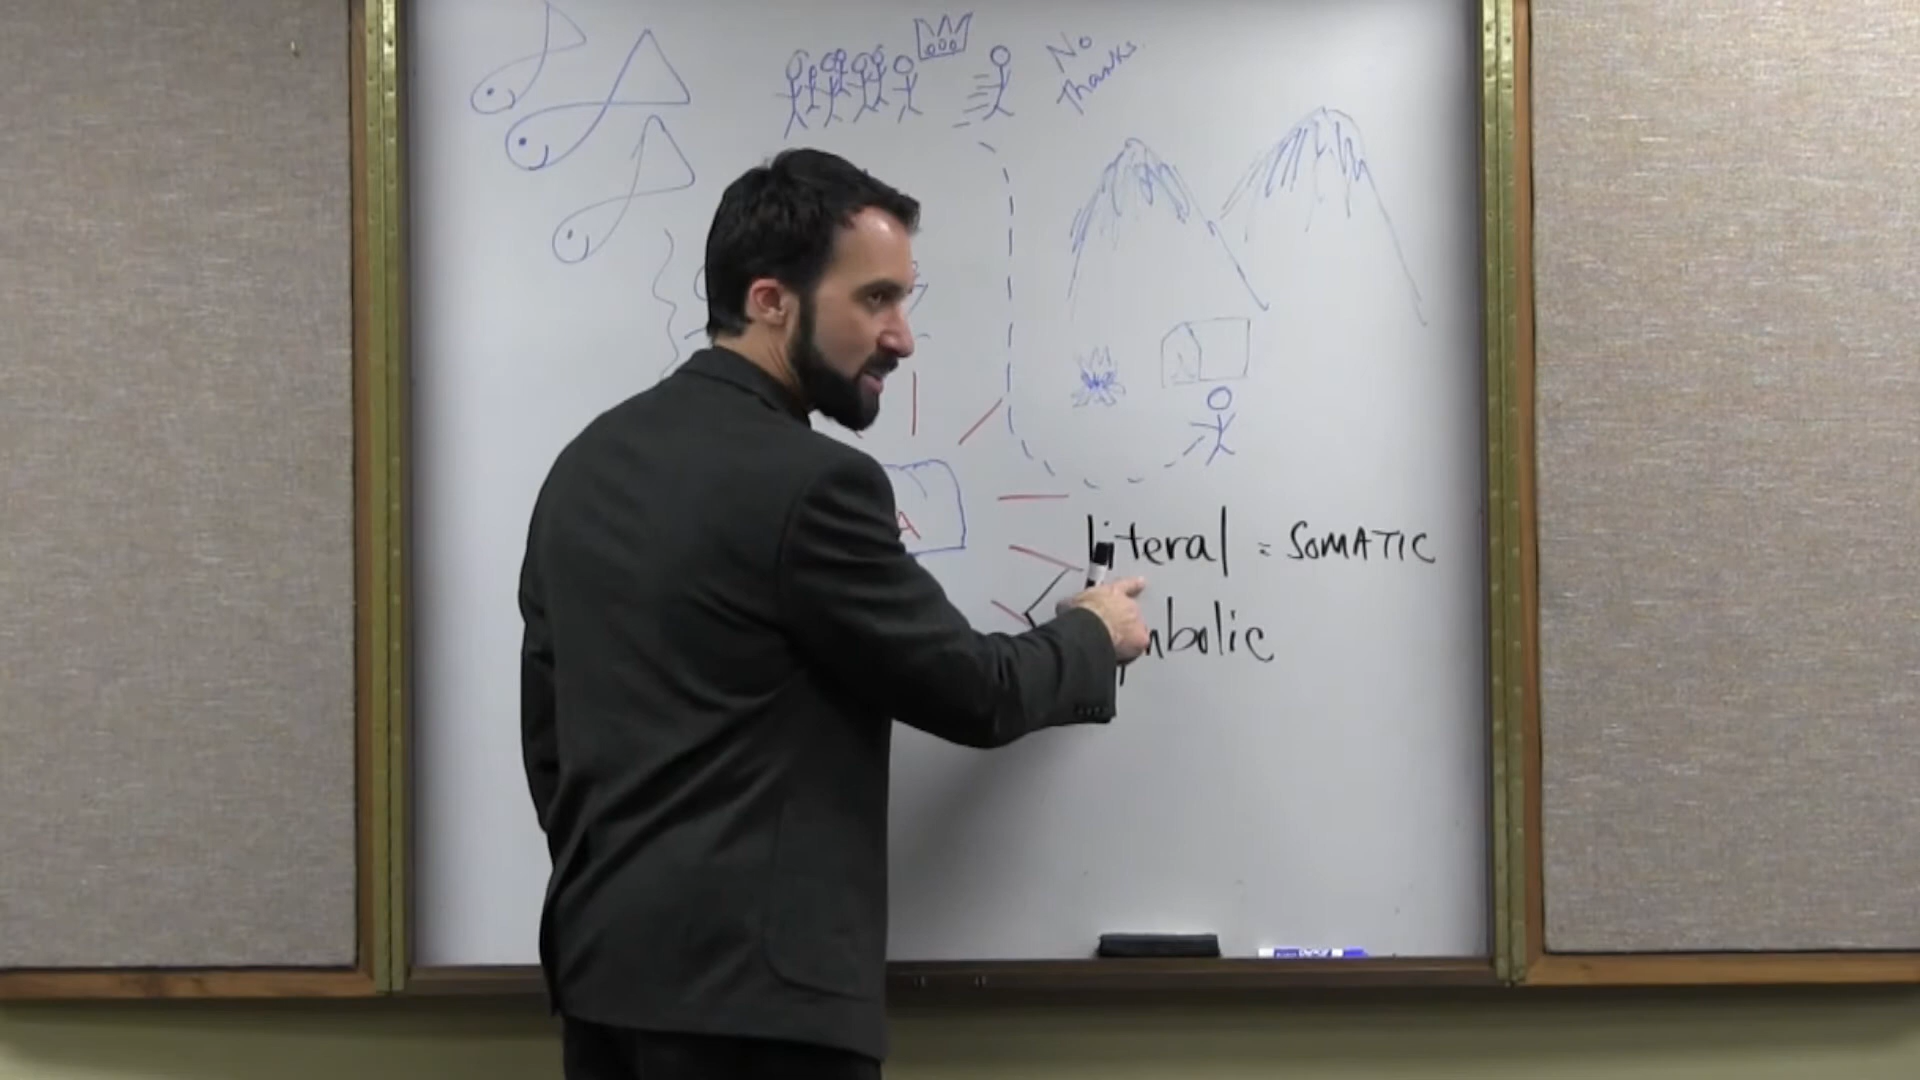 No
Thanks.
A
literal = SOMATIC
mbolic